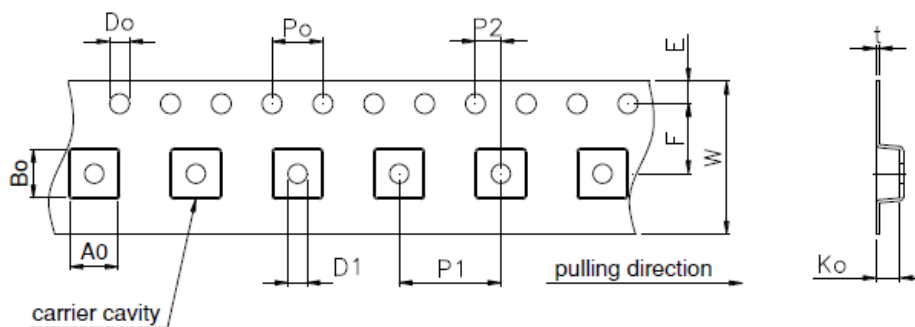 Do
Po
P2
E
t
Bo
F
W
A0
D1
P1
pulling direction
Ko
carrier cavity